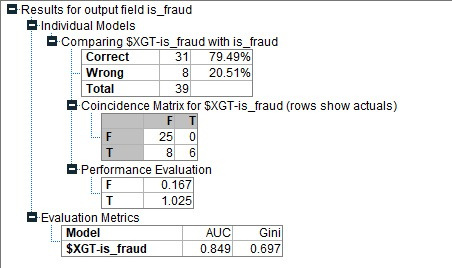 Results for output field is_fraud
Individual Models
Comparing $XGT-is_fraud with is_fraud
Correct 31 79.49%
Wrong 8 20.51%
Total 39
Coincidence Matrix for $XGT-is_fraud (rows show actuals)
F T
F 25 0
T 8 6
Performance Evaluation
F 0.167
T 1.025
Evaluation Metrics
Model AUC Gini
$XGT-is_fraud 0.849 0.697